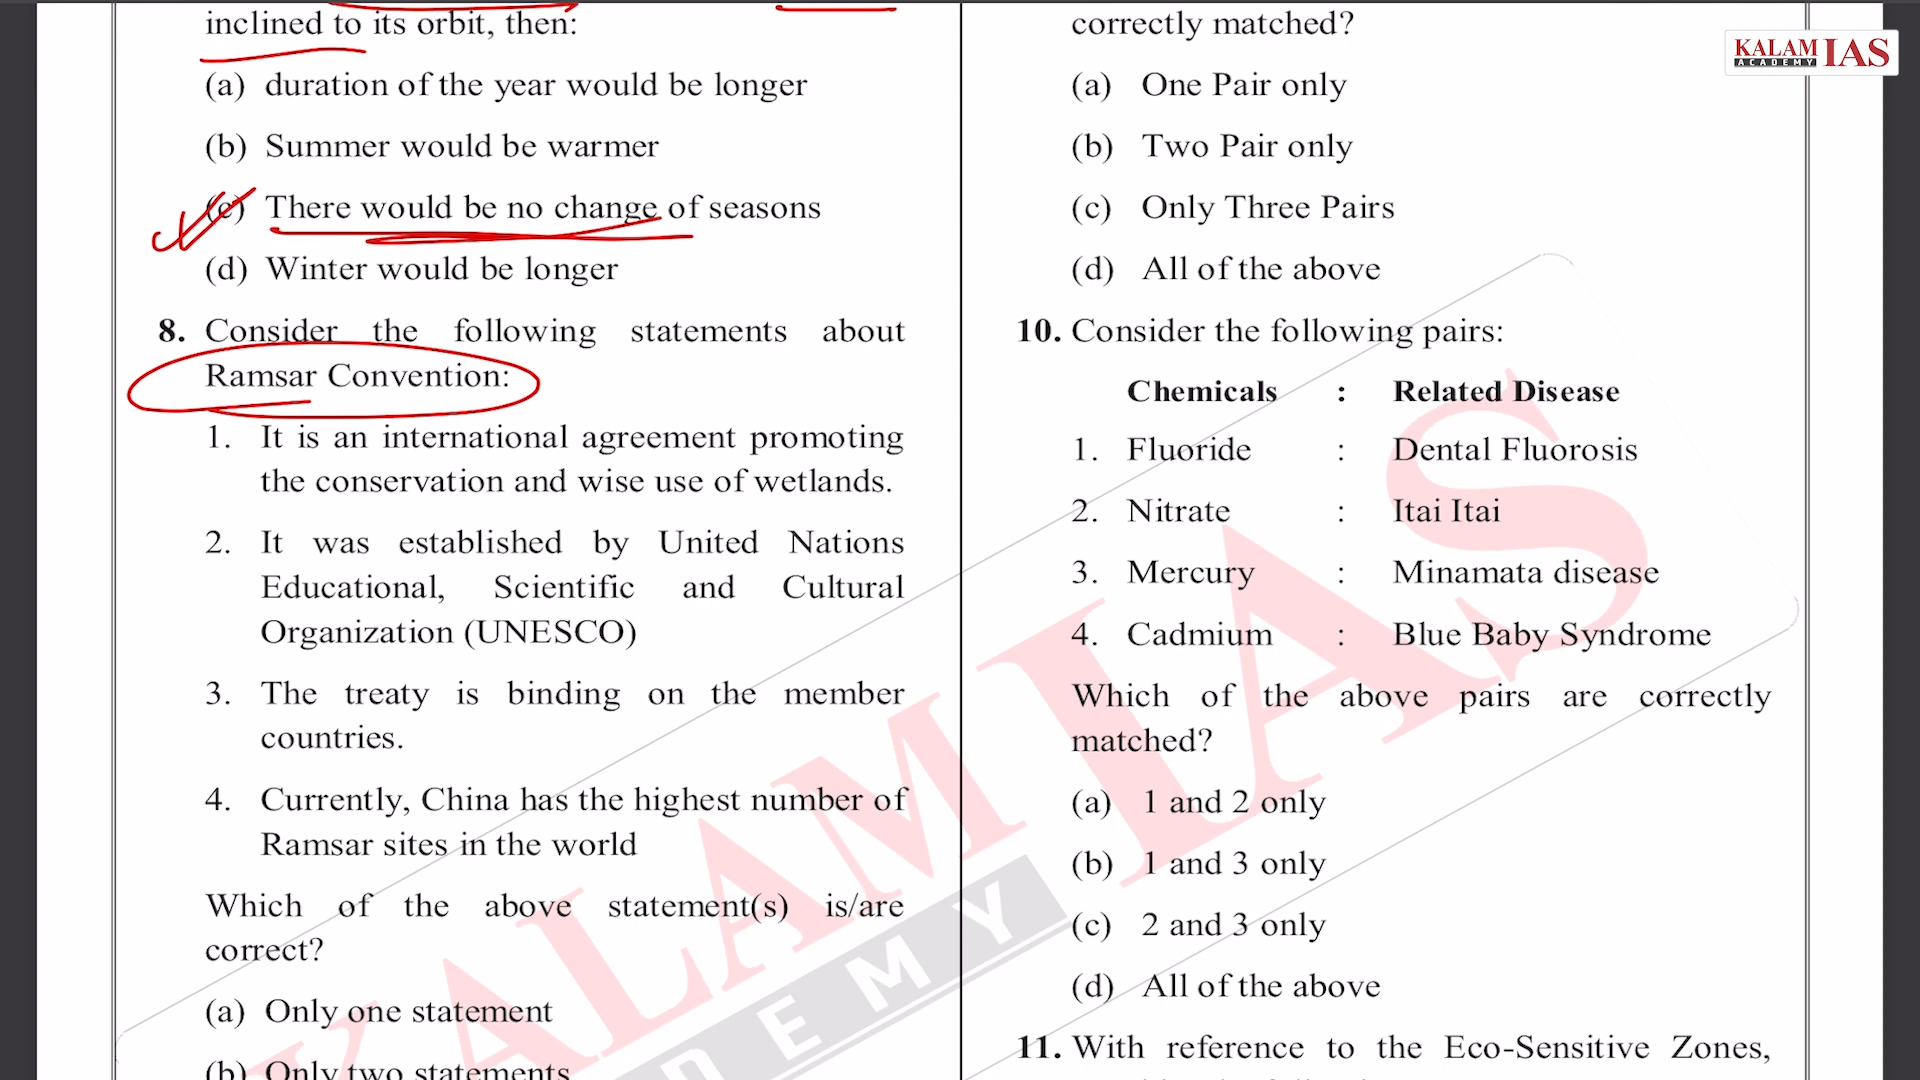 inclined to its orbit, then:
(a) duration of the year would be longer
(b) Summer would be warmer
(c) There would be no change of seasons
(d) Winter would be longer
8. Consider the following statements about
Ramsar Convention:
1. It is an international agreement promoting
the conservation and wise use of wetlands.
2. It was established by United Nations
Educational, Scientific and Cultural
Organization (UNESCO)
3. The treaty is binding on the member
countries.
4. Currently, China has the highest number of
Ramsar sites in the world
Which of the above statement(s) is/are
correct?
(a) Only one statement
(b) Only two statements
correctly matched?
(a) One Pair only
(b) Two Pair only
(c) Only Three Pairs
(d) All of the above
10. Consider the following pairs:
Chemicals : Related Disease
1. Fluoride : Dental Fluorosis
2. Nitrate : Itai Itai
3. Mercury : Minamata disease
4. Cadmium : Blue Baby Syndrome
Which of the above pairs are correctly
matched?
(a) 1 and 2 only
(b) 1 and 3 only
(c) 2 and 3 only
(d) All of the above
11. With reference to the Eco-Sensitive Zones,
KALAM IAS
ACADEMY
KALAM IAS